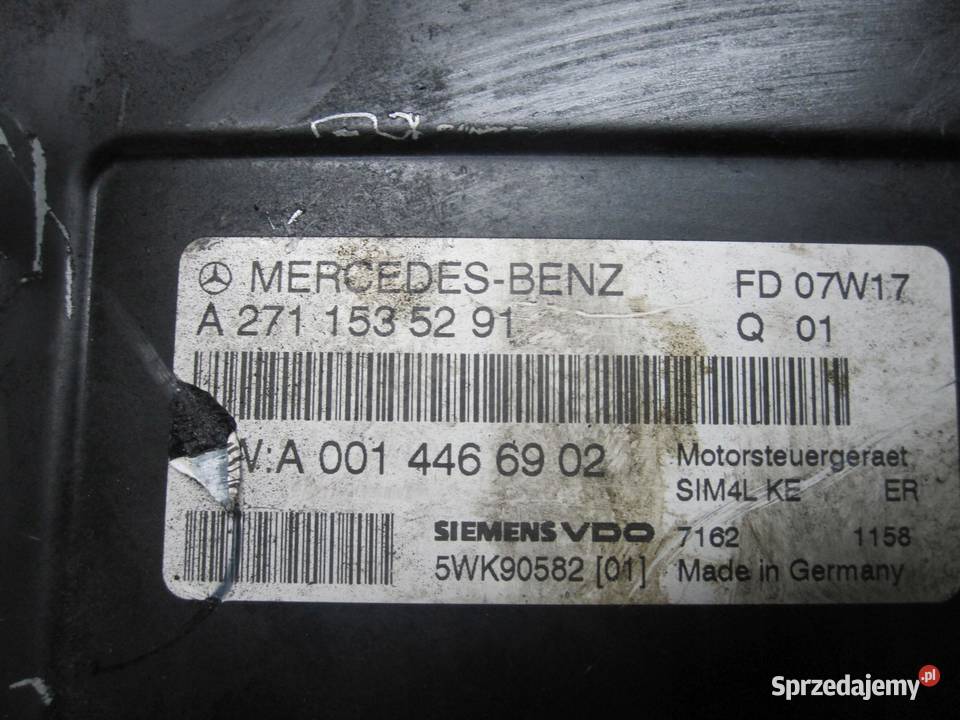 MERCEDES-BENZ FD 07W17
A 271 153 52 91 Q 01
V:A 001 446 69 02 Motorsteuergeraet
SIM4L KE ER
SIEMENS VDO 7162 1158
5WK90582 [01] Made in Germany
Sprzedajemy.pl